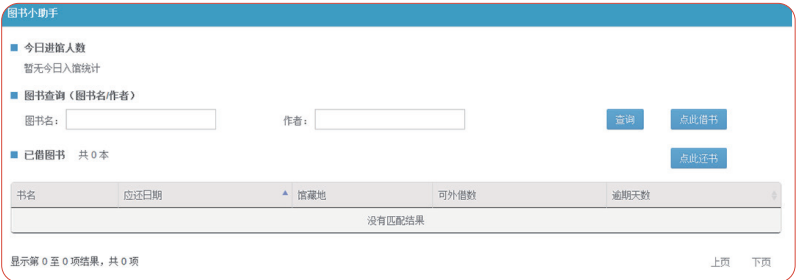 图书小助手
今日进馆人数
暂无今日入馆统计
图书查询（图书名/作者）
图书名： 作者： 查询 点此借书
已借图书 共 0 本 点此还书
书名 应还日期 馆藏地 可外借数 逾期天数
没有匹配结果
显示第 0 至 0 项结果，共 0 项 上页 下页